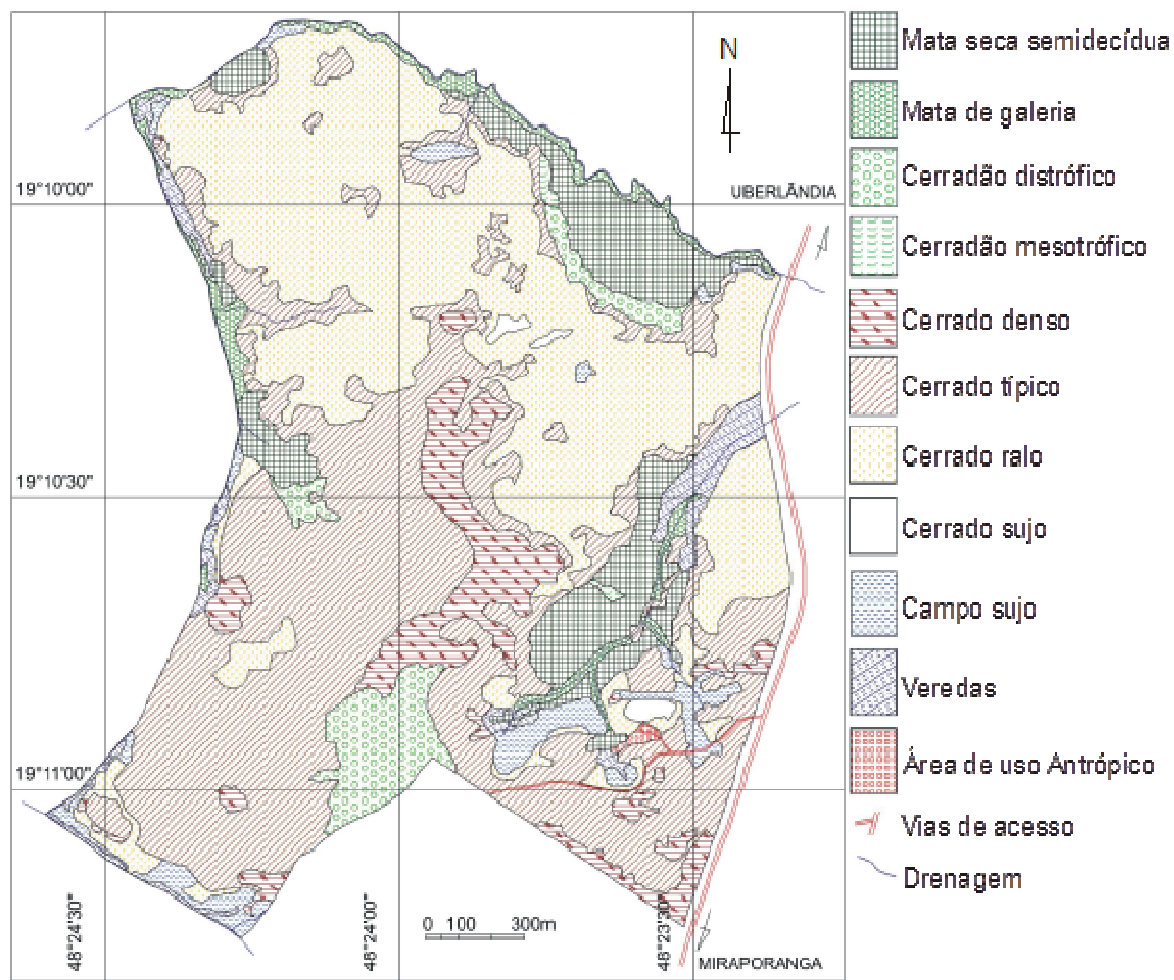 N
19°10'00"
UBERLÂNDIA
19°10'30"
19°11'00"
48°24'30"
48°24'00"
48°23'30"
0 100 300m
MIRAPORANGA
Mata seca semidecídua
Mata de galeria
Cerradão distrófico
Cerradão mesotrófico
Cerrado denso
Cerrado típico
Cerrado ralo
Cerrado sujo
Campo sujo
Veredas
Área de uso Antrópico
Vias de acesso
Drenagem